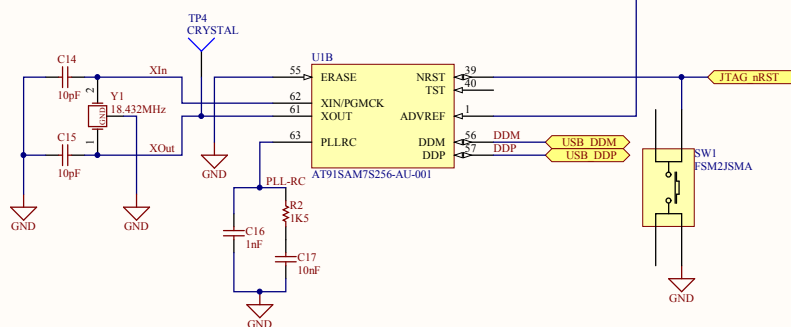 TP4
CRYSTAL
C14
10pF
XIn
2
Y1
18.432MHz
GND
1
C15
10pF
XOut
GND
GND
GND
U1B
55
ERASE
62
XIN/PGMCK
61
XOUT
63
PLLRC
NRST
39
TST
40
ADVREF
1
DDM
56
DDP
57
AT91SAM7S256-AU-001
DDM
DDP
USB_DDM
USB_DDP
JTAG_nRST
SW1
FSM2JSMA
GND
PLL-RC
R2
1K5
C16
1nF
C17
10nF
GND